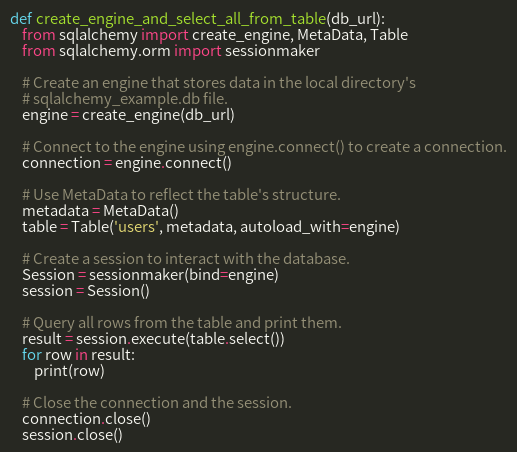 def create_engine_and_select_all_from_table(db_url):
    from sqlalchemy import create_engine, MetaData, Table
    from sqlalchemy.orm import sessionmaker

    # Create an engine that stores data in the local directory's
    # sqlalchemy_example.db file.
    engine = create_engine(db_url)

    # Connect to the engine using engine.connect() to create a connection.
    connection = engine.connect()

    # Use MetaData to reflect the table's structure.
    metadata = MetaData()
    table = Table('users', metadata, autoload_with=engine)

    # Create a session to interact with the database.
    Session = sessionmaker(bind=engine)
    session = Session()

    # Query all rows from the table and print them.
    result = session.execute(table.select())
    for row in result:
        print(row)

    # Close the connection and the session.
    connection.close()
    session.close()